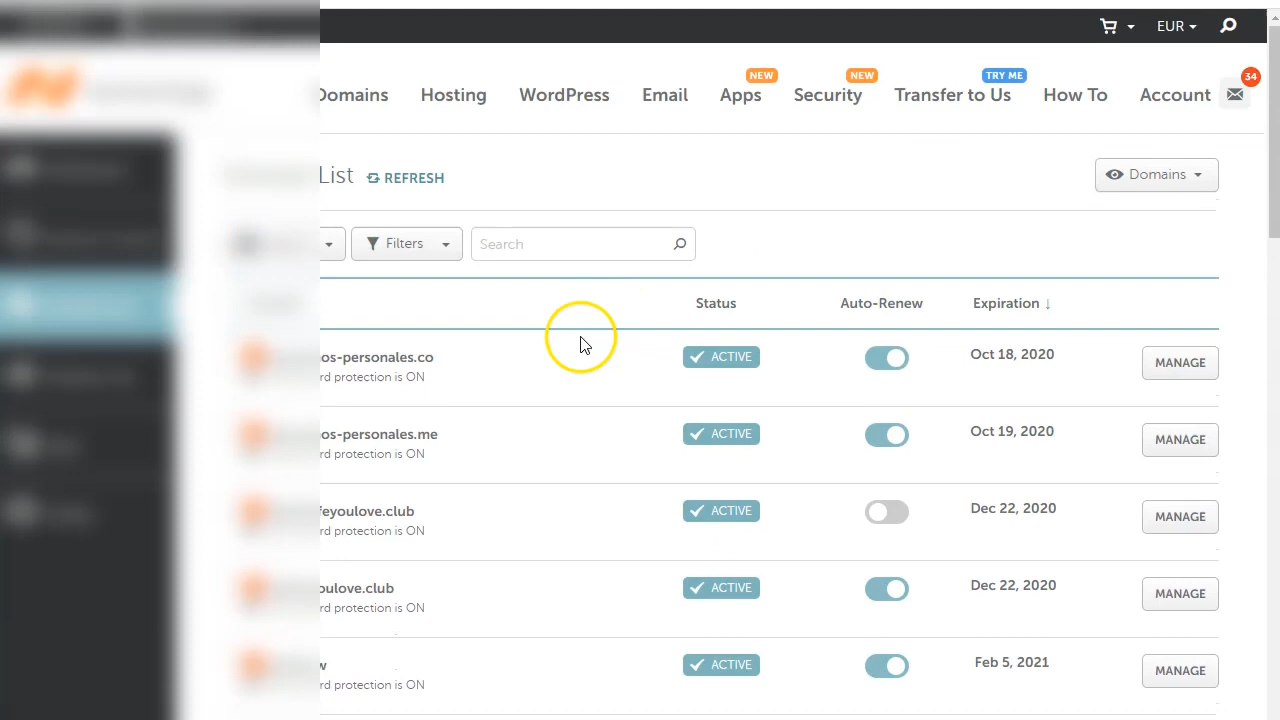 EUR
NEW NEW TRY ME 34
Domains Hosting WordPress Email Apps Security Transfer to Us How To Account
List REFRESH Domains
Filters Search
Status Auto-Renew Expiration ↓
os-personales.co ACTIVE Oct 18, 2020 MANAGE
rd protection is ON
os-personales.me ACTIVE Oct 19, 2020 MANAGE
rd protection is ON
feyoulove.club ACTIVE Dec 22, 2020 MANAGE
rd protection is ON
oulove.club ACTIVE Dec 22, 2020 MANAGE
rd protection is ON
w ACTIVE Feb 5, 2021 MANAGE
rd protection is ON